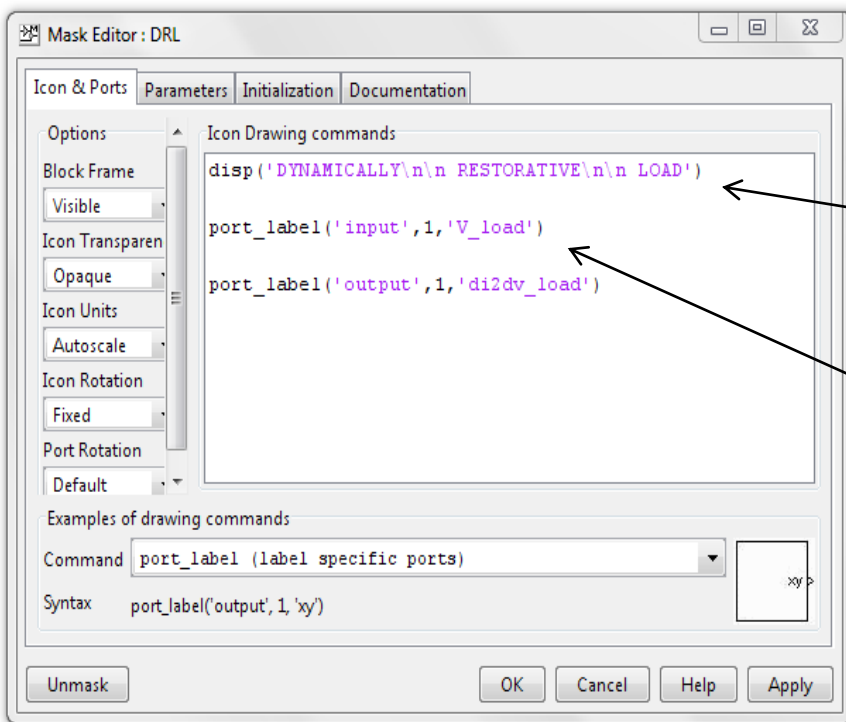 Mask Editor : DRL
Icon & Ports Parameters Initialization Documentation
Options
Block Frame
Visible
Icon Transparen
Opaque
Icon Units
Autoscale
Icon Rotation
Fixed
Port Rotation
Default
Icon Drawing commands
disp('DYNAMICALLY\n\n RESTORATIVE\n\n LOAD')
port_label('input',1,'V_load')
port_label('output',1,'di2dv_load')
Examples of drawing commands
Command port_label (label specific ports)
xy
Syntax port_label('output', 1, 'xy')
Unmask OK Cancel Help Apply